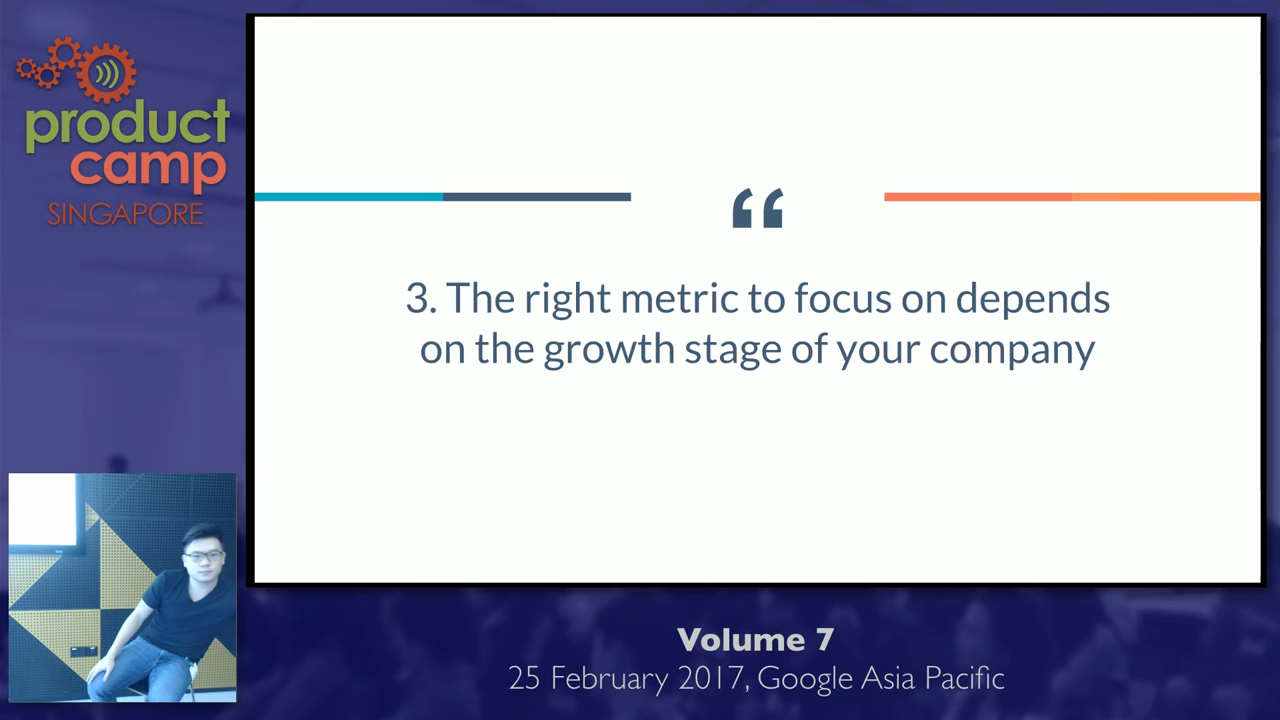 product
camp
SINGAPORE
“
3. The right metric to focus on depends
on the growth stage of your company
Volume 7
25 February 2017, Google Asia Pacific